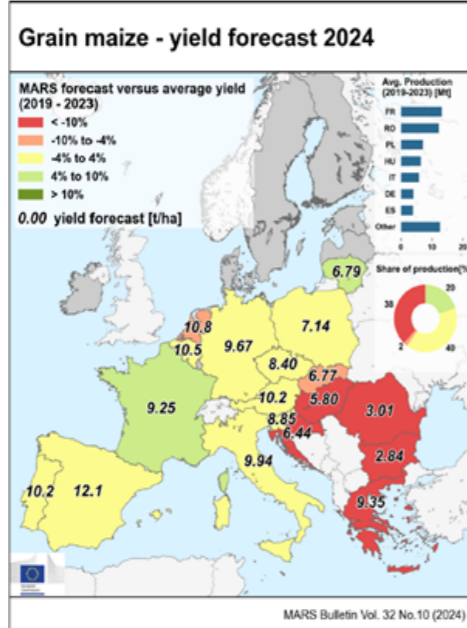 Grain maize - yield forecast 2024
MARS forecast versus average yield
(2019 - 2023)
< -10%
-10% to -4%
-4% to 4%
4% to 10%
> 10%
0.00 yield forecast [t/ha]
Avg. Production
(2019-2023) [Mt]
FR
RO
PL
HU
IT
DE
ES
Other
0 10 20
Share of production[%]
20
38
40
2
6.79
10.8
10.5
9.67
7.14
8.40
6.77
10.2
5.80
3.01
9.25
8.85
6.44
2.84
9.94
9.35
10.2
12.1
MARS Bulletin Vol. 32 No.10 (2024)